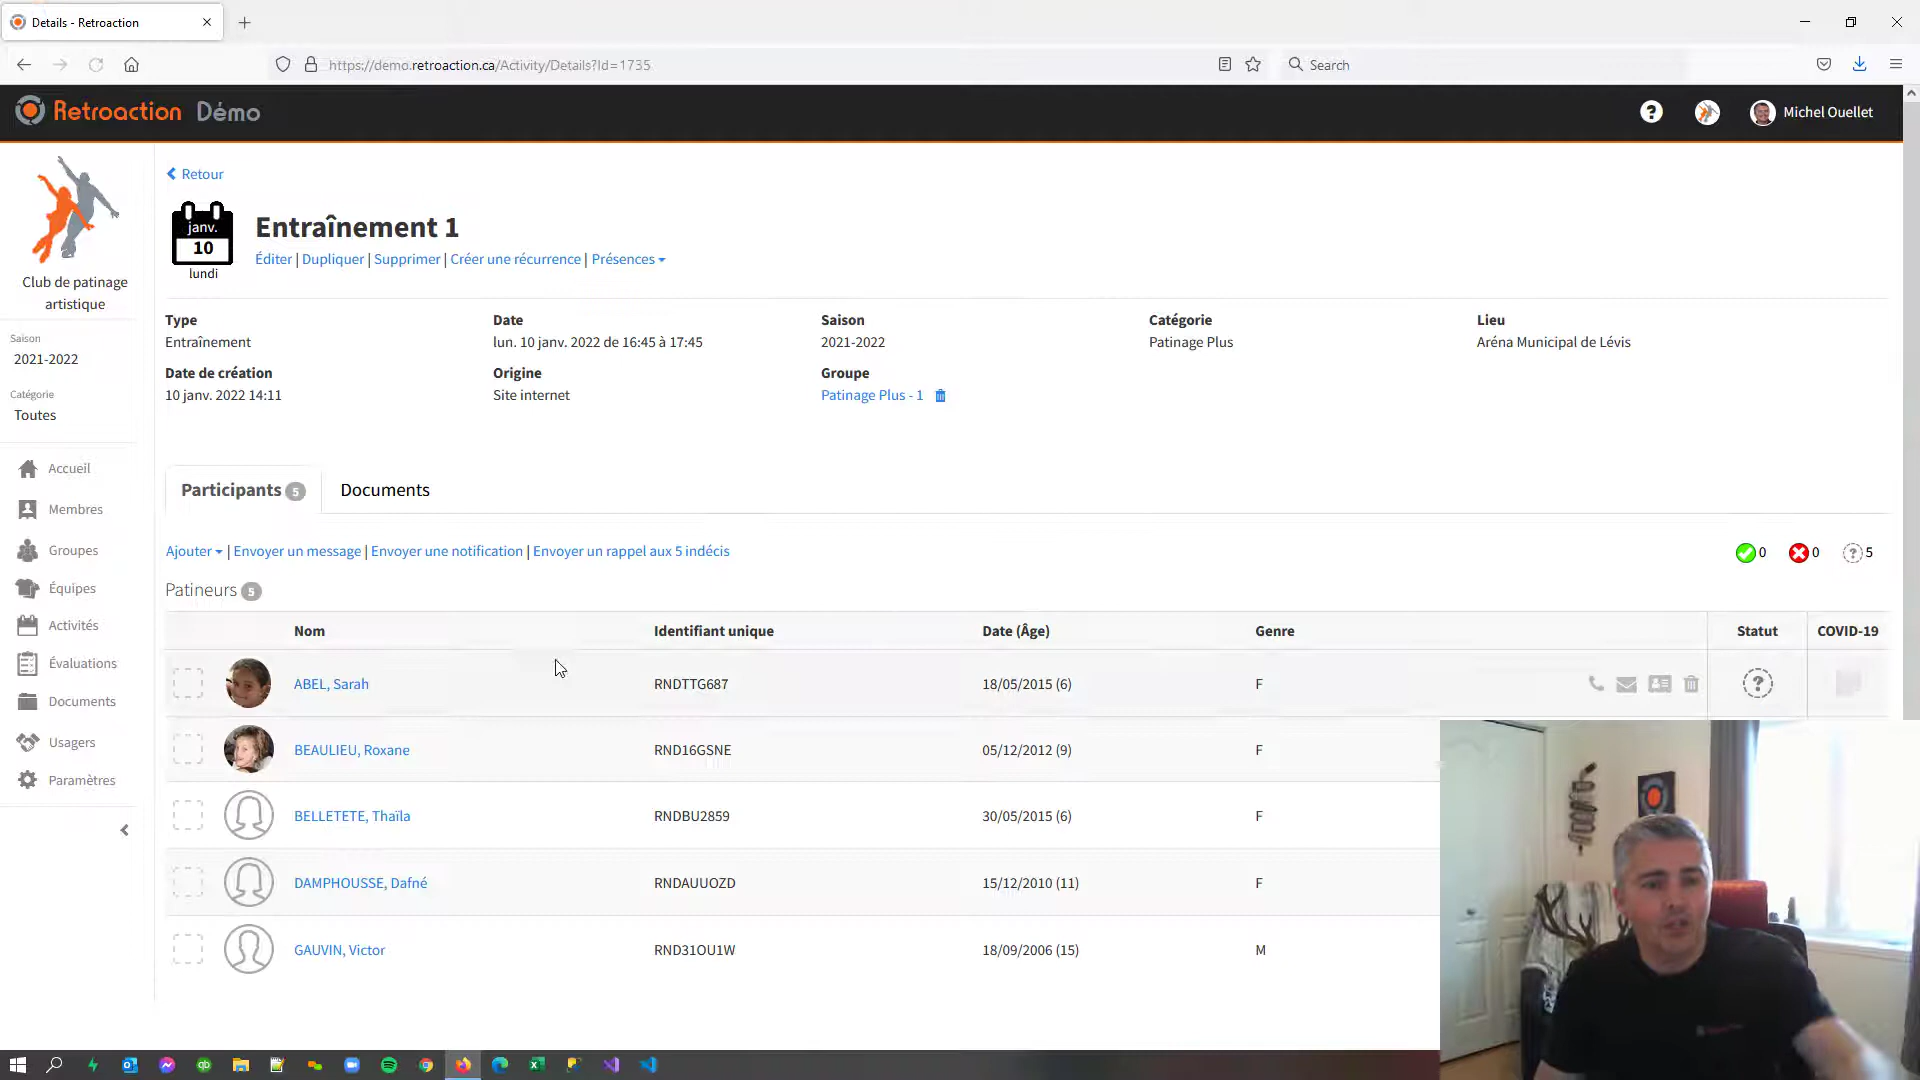 Details - Retroaction
https://demo.retroaction.ca/Activity/Details?Id=1735
Search
Retroaction Démo
Michel Ouellet
Club de patinage
artistique
Saison
2021-2022
Catégorie
Toutes
Accueil
Membres
Groupes
Équipes
Activités
Évaluations
Documents
Usagers
Paramètres
Retour
janv.
10
lundi
Entraînement 1
Éditer | Dupliquer | Supprimer | Créer une récurrence | Présences
Type
Entraînement
Date
lun. 10 janv. 2022 de 16:45 à 17:45
Saison
2021-2022
Catégorie
Patinage Plus
Lieu
Aréna Municipal de Lévis
Date de création
10 janv. 2022 14:11
Origine
Site internet
Groupe
Patinage Plus - 1
Participants 5
Documents
Ajouter | Envoyer un message | Envoyer une notification | Envoyer un rappel aux 5 indécis
0 0 ? 5
Patineurs 5
Nom Identifiant unique Date (Âge) Genre Statut COVID-19
ABEL, Sarah RNDTTG687 18/05/2015 (6) F ?
BEAULIEU, Roxane RND16GSNE 05/12/2012 (9) F
BELLETETE, Thaïla RNDBU2859 30/05/2015 (6) F
DAMPHOUSSE, Dafné RNDAUUOZD 15/12/2010 (11) F
GAUVIN, Victor RND31OU1W 18/09/2006 (15) M